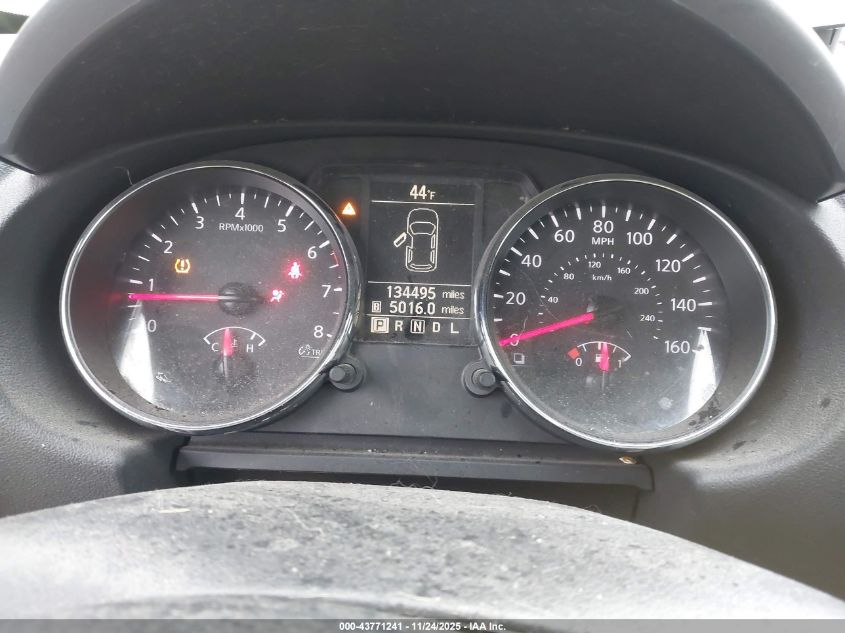 44°F
134495 miles
B 5016.0 miles
P R N D L
0 1 2 3 4 5 6 7 8
RPMx1000
C H
0 20 40 60 80 100 120 140 160
MPH
40 80 120 160 200 240
km/h
0 1
000-43771241 - 11/24/2025 - IAA Inc.